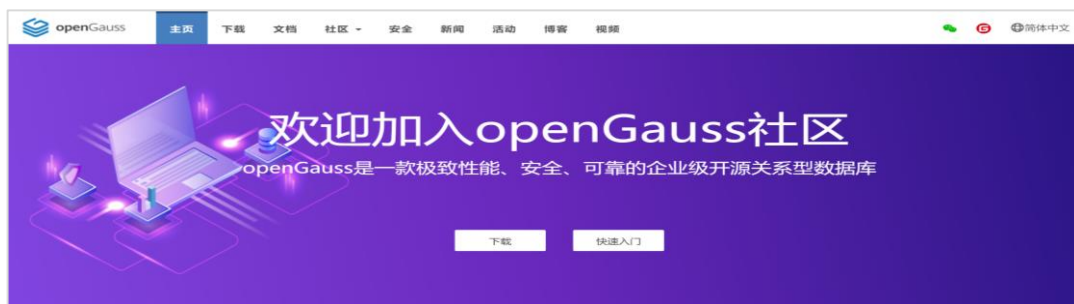 openGauss 主页 下载 文档 社区 安全 新闻 活动 博客 视频 简体中文
欢迎加入openGauss社区
openGauss是一款极致性能、安全、可靠的企业级开源关系型数据库
下载 快速入门